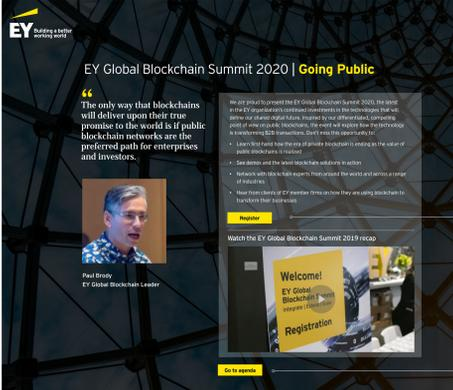 EY
Building a better
working world
EY Global Blockchain Summit 2020 | Going Public
“
The only way that blockchains
will deliver upon their true
promise to the world is if public
blockchain networks are the
preferred path for enterprises
and investors.
Paul Brody
EY Global Blockchain Leader
We are proud to present the EY Global Blockchain Summit 2020, the latest
in the EY organization's continued investments in the technologies that will
define our shared digital future. Inspired by our differentiated, compelling
point of view on public blockchains, the event will explore how the technology
is transforming B2B transactions. Don't miss this opportunity to:
• Learn first-hand how the era of private blockchain is ending as the value of
public blockchains is realized
• See demos and the latest blockchain solutions in action
• Network with blockchain experts from around the world and across a range
of industries
• Hear from clients of EY member firms on how they are using blockchain to
transform their businesses
Register
Watch the EY Global Blockchain Summit 2019 recap
Welcome!
EY Global
Blockchain Summit
Integrate |
Registration
Go to agenda